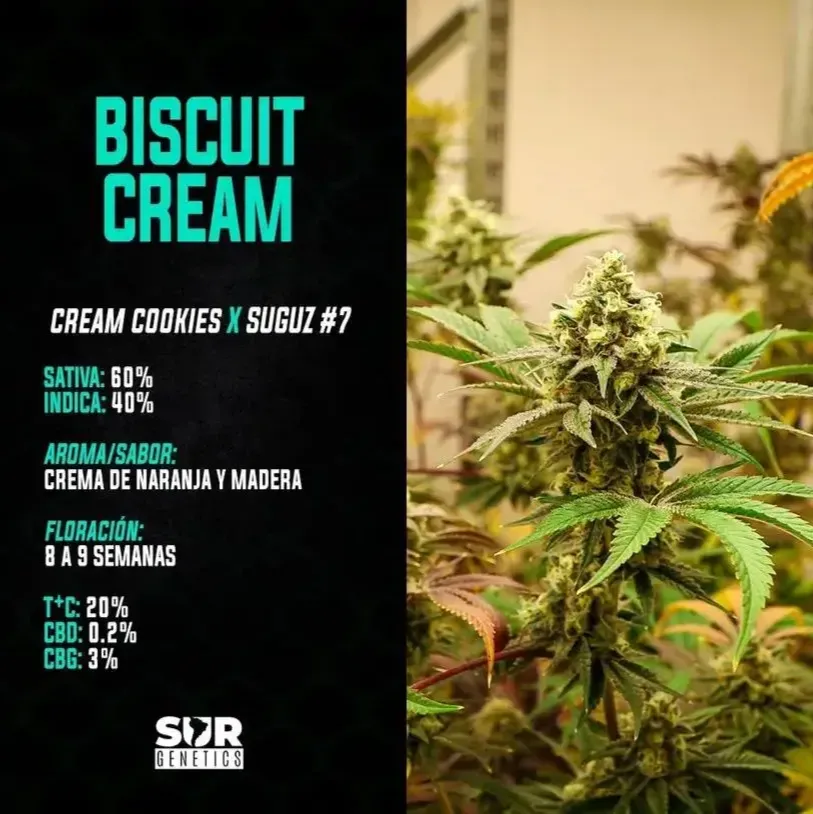 BISCUIT
CREAM
CREAM COOKIES X SUGUZ #7
SATIVA: 60%
INDICA: 40%
AROMA/SABOR:
CREMA DE NARANJA Y MADERA
FLORACIÓN:
8 A 9 SEMANAS
T+C: 20%
CBD: 0.2%
CBG: 3%
SUR
GENETICS